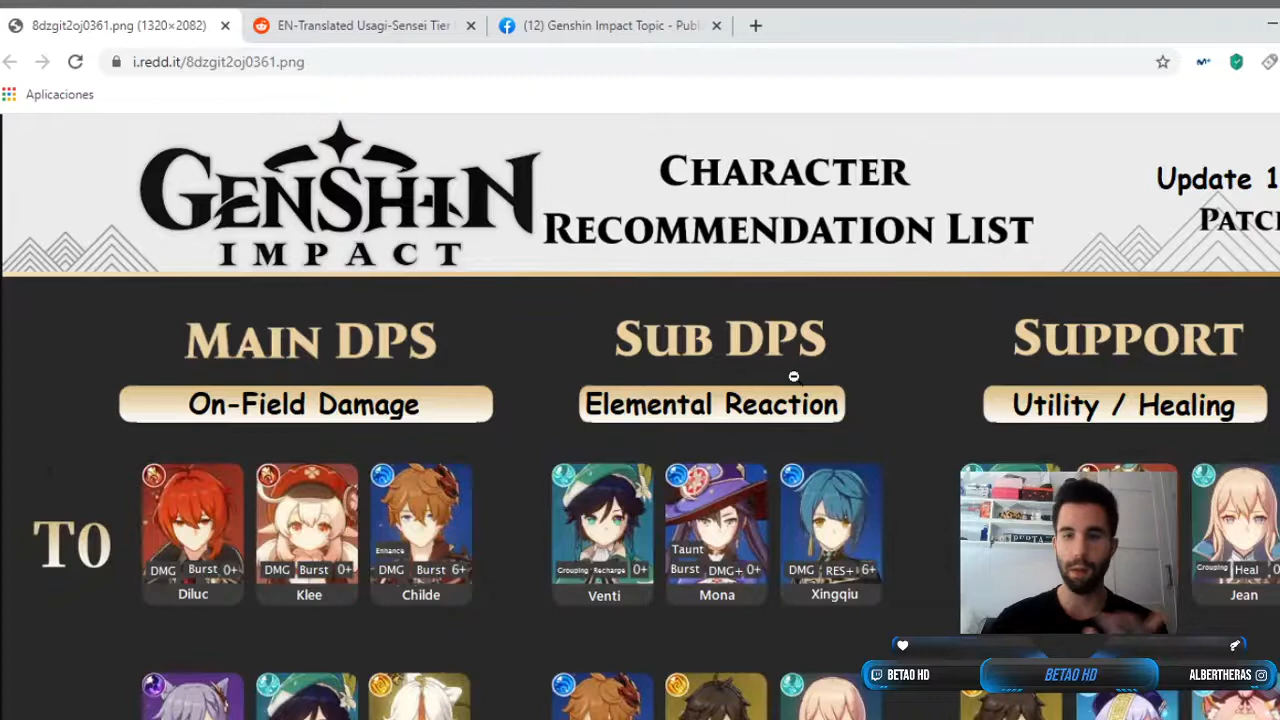 8dzgit2oj0361.png (1320×2082)
EN-Translated Usagi-Sensei Tier
(12) Genshin Impact Topic - Publ
i.redd.it/8dzgit2oj0361.png
Aplicaciones
GENSHIN
IMPACT
CHARACTER
RECOMMENDATION LIST
Update 1
PATC
MAIN DPS
SUB DPS
SUPPORT
On-Field Damage
Elemental Reaction
Utility / Healing
T0
DMG Burst 0+
Diluc
DMG Burst 0+
Klee
Enhance
DMG Burst 6+
Childe
Grouping Recharge 0+
Venti
Taunt
Burst DMG+ 0+
Mona
DMG RES+ 6+
Xingqiu
Grouping Heal
Jean
BETAO HD
BETAO HD
ALBERTHERAS